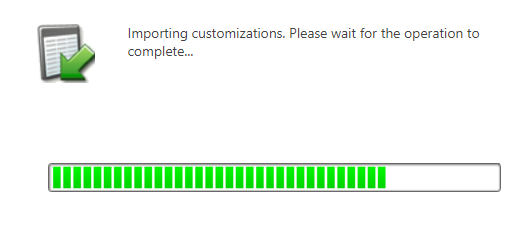 Importing customizations. Please wait for the operation to
complete...